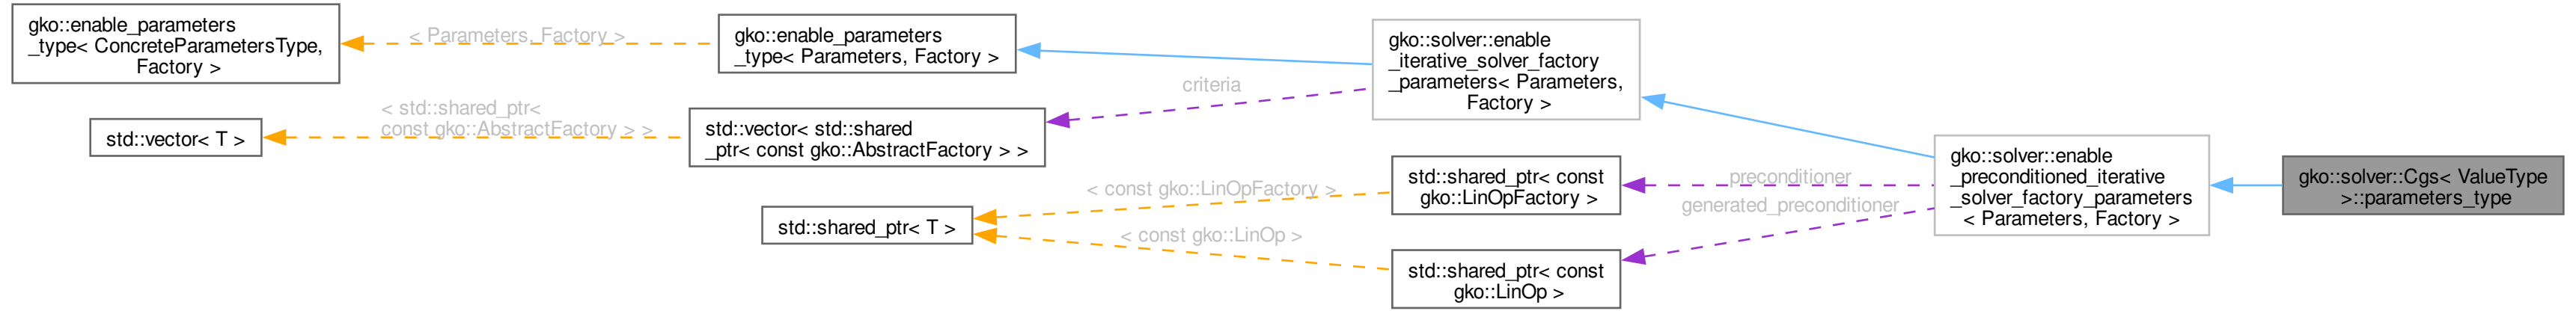 gko::enable_parameters
_type< ConcreteParametersType,
Factory >
< Parameters, Factory >
gko::enable_parameters
_type< Parameters, Factory >
gko::solver::enable
_iterative_solver_factory
_parameters< Parameters,
Factory >
criteria
std::vector< T >
< std::shared_ptr<
const gko::AbstractFactory > >
std::vector< std::shared
_ptr< const gko::AbstractFactory > >
std::shared_ptr< T >
< const gko::LinOpFactory >
< const gko::LinOp >
std::shared_ptr< const
gko::LinOpFactory >
std::shared_ptr< const
gko::LinOp >
preconditioner
generated_preconditioner
gko::solver::enable
_preconditioned_iterative
_solver_factory_parameters
< Parameters, Factory >
gko::solver::Cgs< ValueType
>::parameters_type